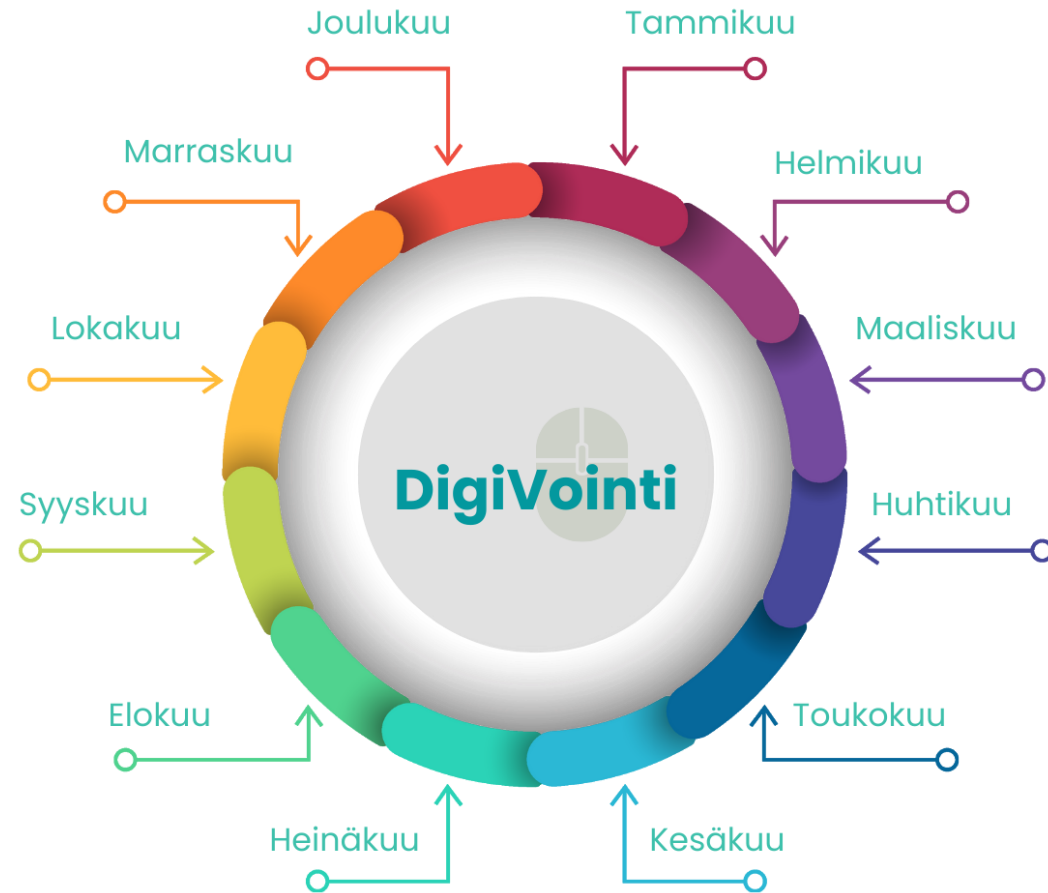 Joulukuu
Tammikuu
Marraskuu
Helmikuu
Lokakuu
Maaliskuu
DigiVointi
Syyskuu
Huhtikuu
Elokuu
Toukokuu
Heinäkuu
Kesäkuu